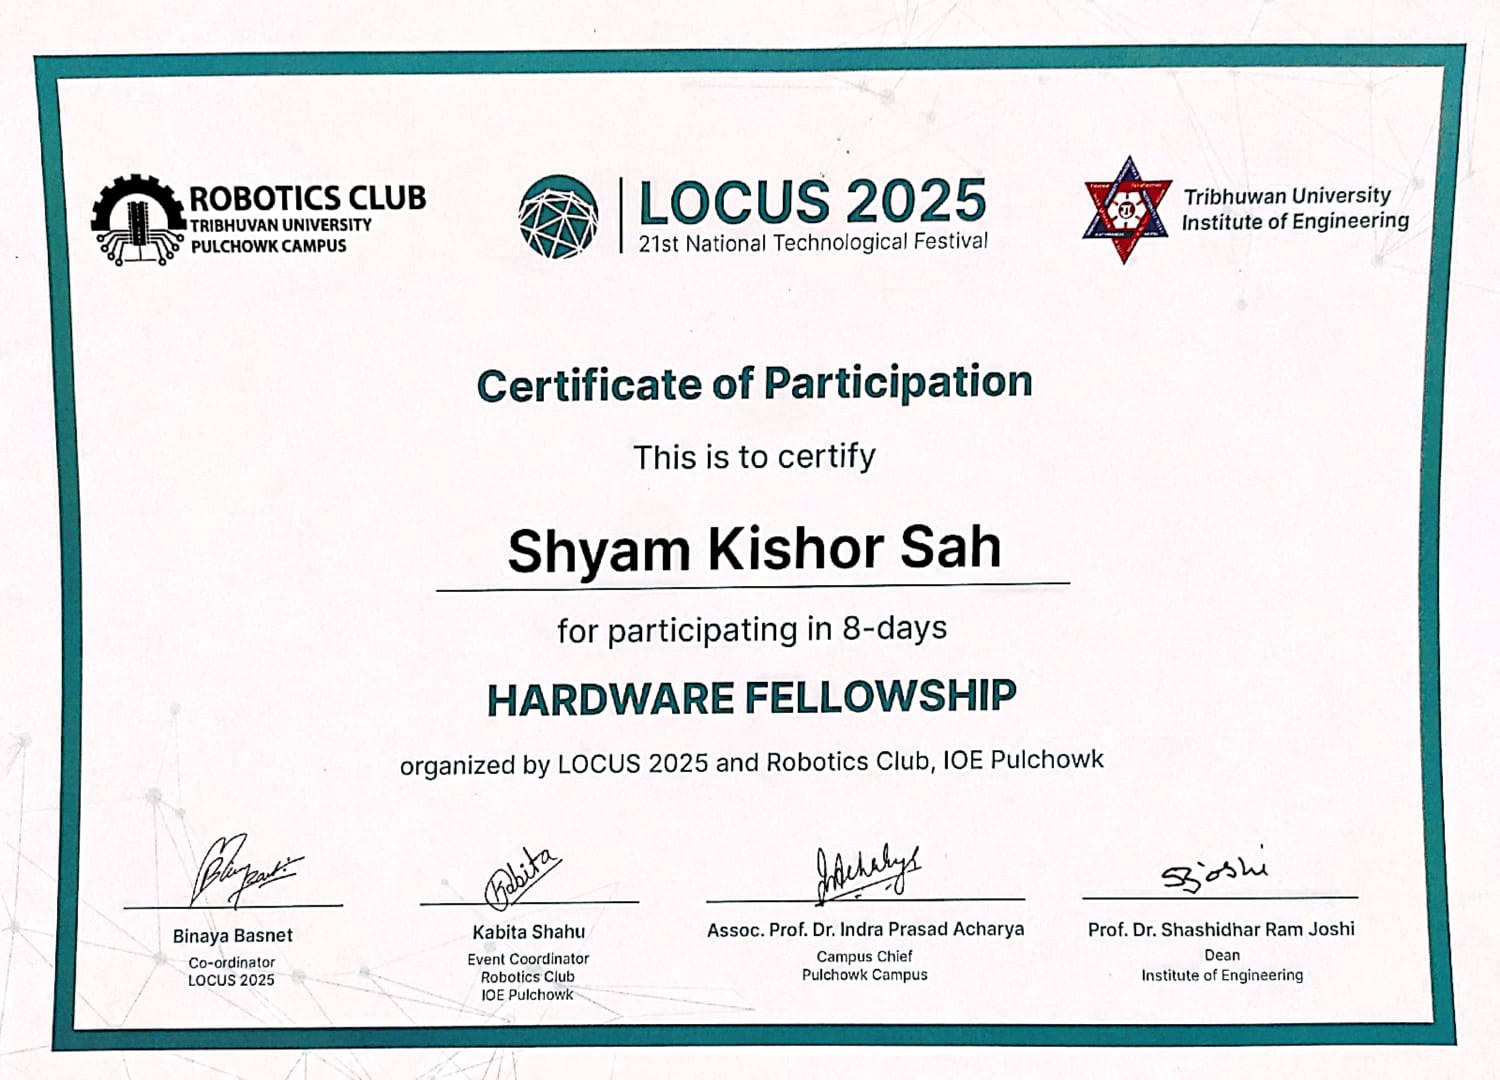 ROBOTICS CLUB
TRIBHUVAN UNIVERSITY
PULCHOWK CAMPUS
LOCUS 2025
21st National Technological Festival
Tribhuwan University
Institute of Engineering
Certificate of Participation
This is to certify
Shyam Kishor Sah
for participating in 8-days
HARDWARE FELLOWSHIP
organized by LOCUS 2025 and Robotics Club, IOE Pulchowk
Kabita
SRJoshi
Binaya Basnet
Co-ordinator
LOCUS 2025
Kabita Shahu
Event Coordinator
Robotics Club
IOE Pulchowk
Assoc. Prof. Dr. Indra Prasad Acharya
Campus Chief
Pulchowk Campus
Prof. Dr. Shashidhar Ram Joshi
Dean
Institute of Engineering